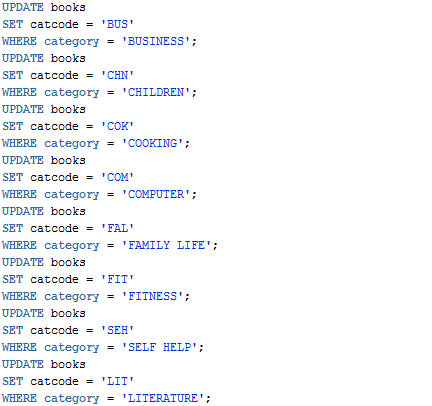 UPDATE books
SET catcode = 'BUS'
WHERE category = 'BUSINESS';
UPDATE books
SET catcode = 'CHN'
WHERE category = 'CHILDREN';
UPDATE books
SET catcode = 'COK'
WHERE category = 'COOKING';
UPDATE books
SET catcode = 'COM'
WHERE category = 'COMPUTER';
UPDATE books
SET catcode = 'FAL'
WHERE category = 'FAMILY LIFE';
UPDATE books
SET catcode = 'FIT'
WHERE category = 'FITNESS';
UPDATE books
SET catcode = 'SEH'
WHERE category = 'SELF HELP';
UPDATE books
SET catcode = 'LIT'
WHERE category = 'LITERATURE';